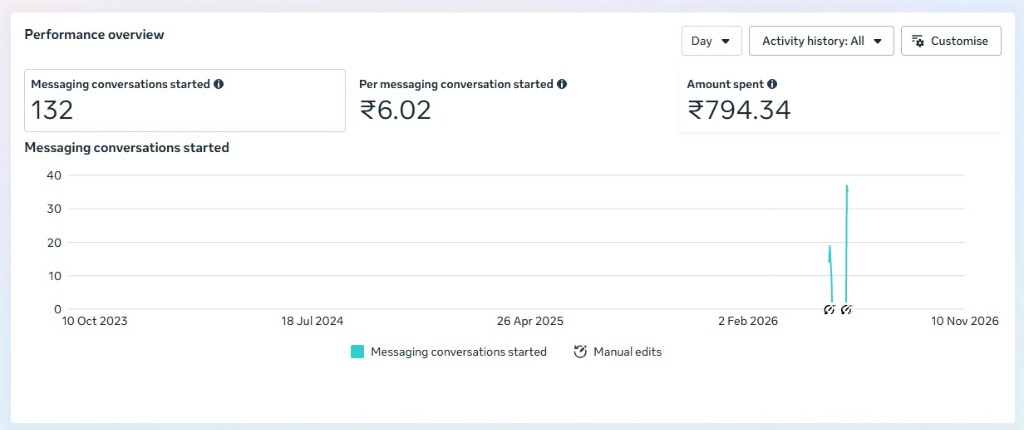 Performance overview
Day
Activity history: All
Customise
Messaging conversations started
Per messaging conversation started
Amount spent
132
₹6.02
₹794.34
Messaging conversations started
40
30
20
10
0
10 Oct 2023
18 Jul 2024
26 Apr 2025
2 Feb 2026
10 Nov 2026
Messaging conversations started
Manual edits